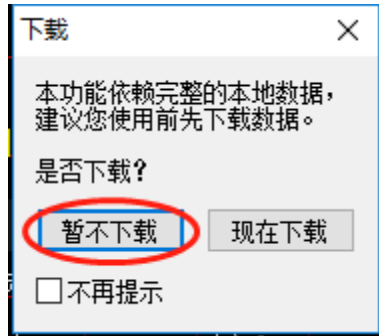 下载
本功能依赖完整的本地数据，
建议您使用前先下载数据。
是否下载?
暂不下载 现在下载
不再提示